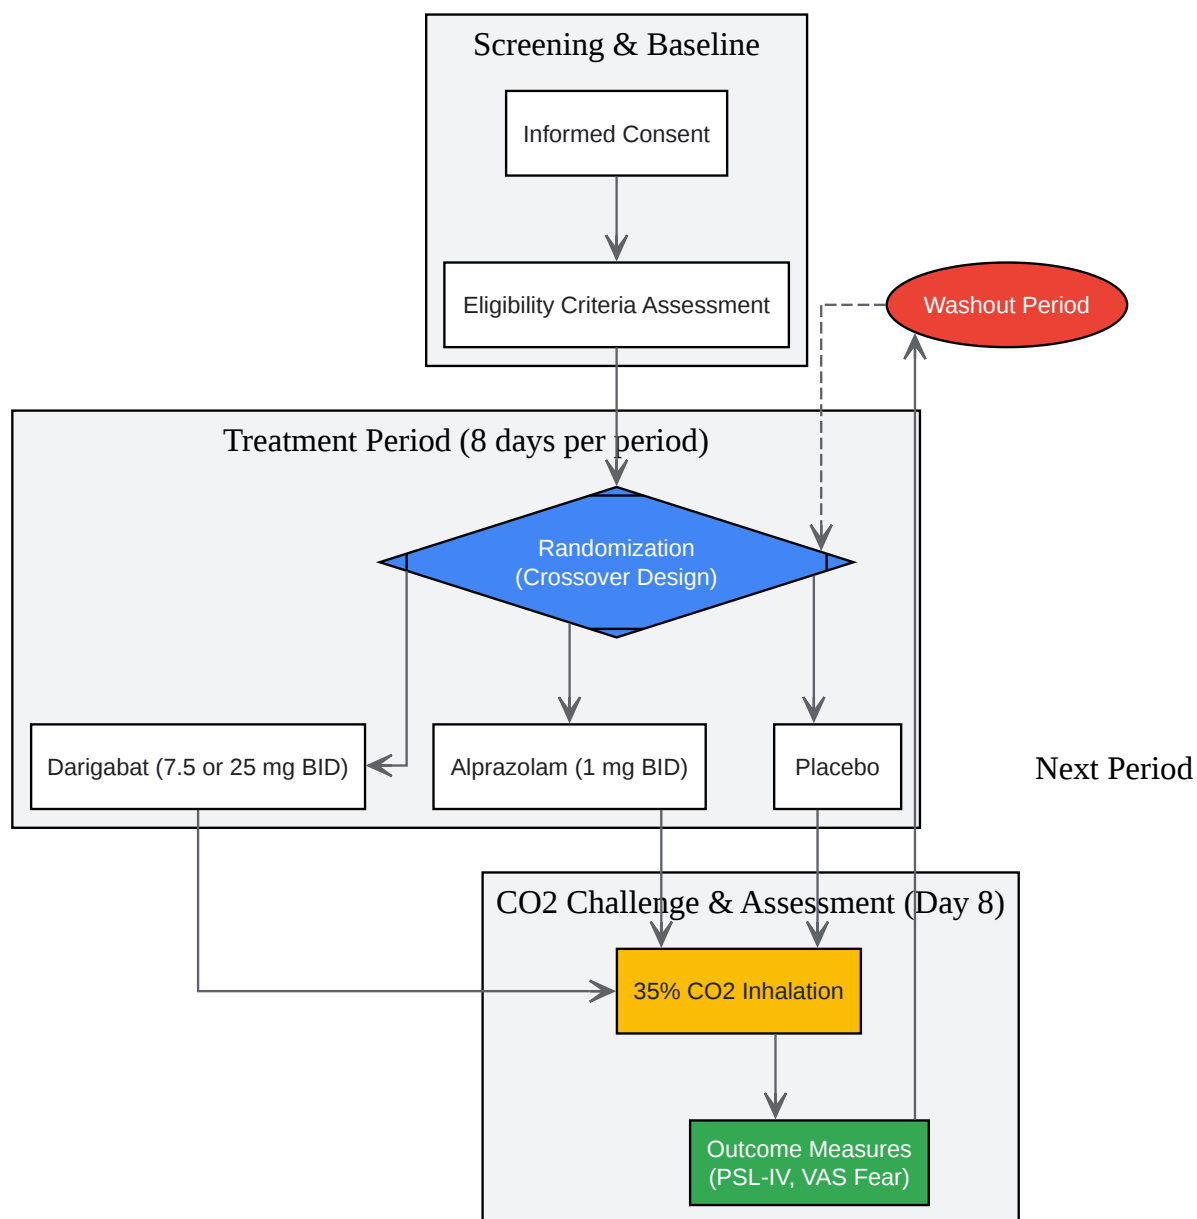 Screening & Baseline
Informed Consent
Eligibility Criteria Assessment
Washout Period
Treatment Period (8 days per period)
Randomization
(Crossover Design)
Darigabat (7.5 or 25 mg BID)
Alprazolam (1 mg BID)
Placebo
Next Period
CO2 Challenge & Assessment (Day 8)
35% CO2 Inhalation
Outcome Measures
(PSL-IV, VAS Fear)